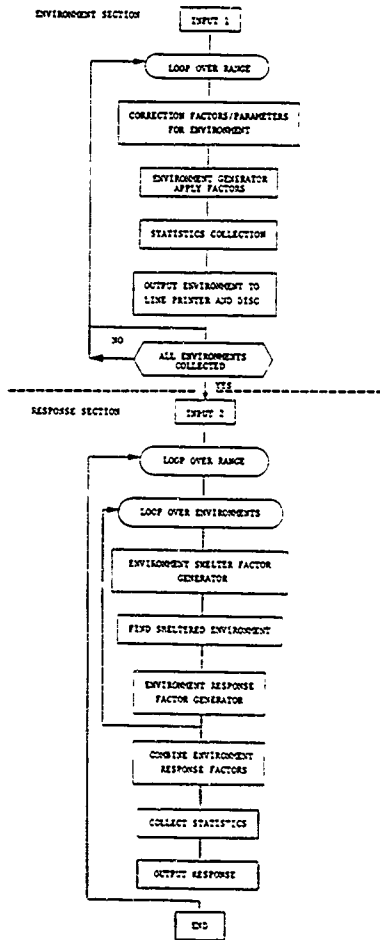 ENVIRONMENT SECTION
INPUT 1
LOOP OVER RANGE
CORRECTION FACTORS/PARAMETERS
FOR ENVIRONMENT
ENVIRONMENT GENERATOR
APPLY FACTORS
STATISTICS COLLECTION
OUTPUT ENVIRONMENT TO
LINE PRINTER AND DISC
NO
ALL ENVIRONMENTS
COLLECTED
YES
RESPONSE SECTION
INPUT 2
LOOP OVER RANGE
LOOP OVER ENVIRONMENTS
ENVIRONMENT SHELTER FACTOR
GENERATOR
FIND SHELTERED ENVIRONMENT
ENVIRONMENT RESPONSE
FACTOR GENERATOR
COMBINE ENVIRONMENT
RESPONSE FACTORS
COLLECT STATISTICS
OUTPUT RESPONSE
END